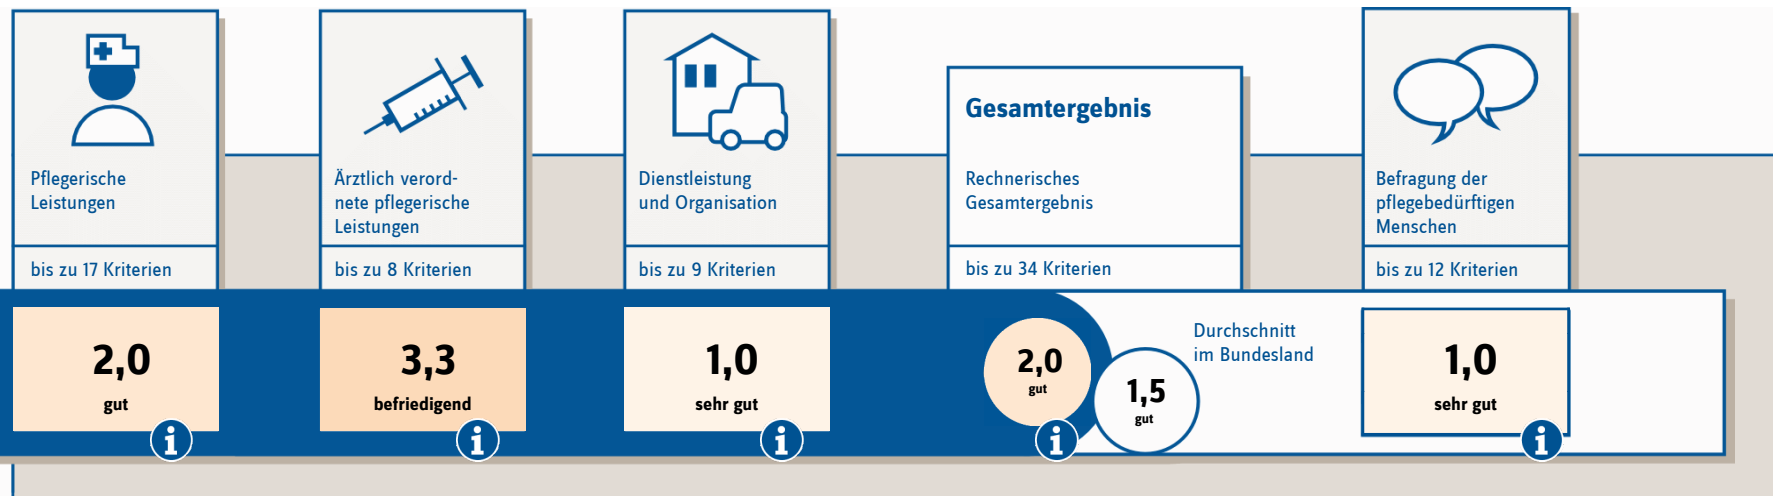 Pflegerische
Leistungen
bis zu 17 Kriterien
2,0
gut
i
Ärztlich verord-
nete pflegerische
Leistungen
bis zu 8 Kriterien
3,3
befriedigend
i
Dienstleistung
und Organisation
bis zu 9 Kriterien
1,0
sehr gut
i
Gesamtergebnis
Rechnerisches
Gesamtergebnis
bis zu 34 Kriterien
2,0
gut
i
1,5
gut
Durchschnitt
im Bundesland
Befragung der
pflegebedürftigen
Menschen
bis zu 12 Kriterien
1,0
sehr gut
i